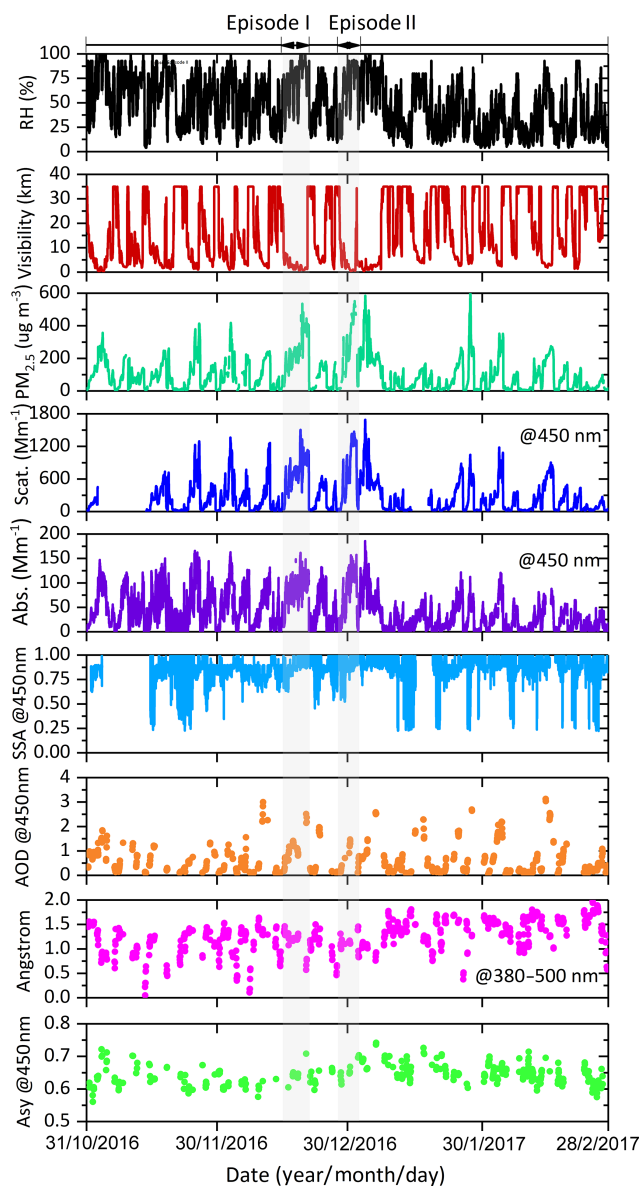 Episode I Episode II
RH (%)
100
75
50
25
0
Visibility (km)
40
30
20
10
0
PM2.5 (ug m-3)
600
400
200
0
Scat. (Mm-1)
1800
1200
600
0
@450 nm
Abs. (Mm-1)
200
150
100
50
0
@450 nm
SSA @450nm
1.00
0.75
0.50
0.25
0.00
AOD @450nm
4
3
2
1
0
Angstrom
2.0
1.5
1.0
0.5
0.0
@380–500 nm
Asy @450nm
0.8
0.7
0.6
0.5
31/10/2016 30/11/2016 30/12/2016 30/1/2017 28/2/2017
Date (year/month/day)